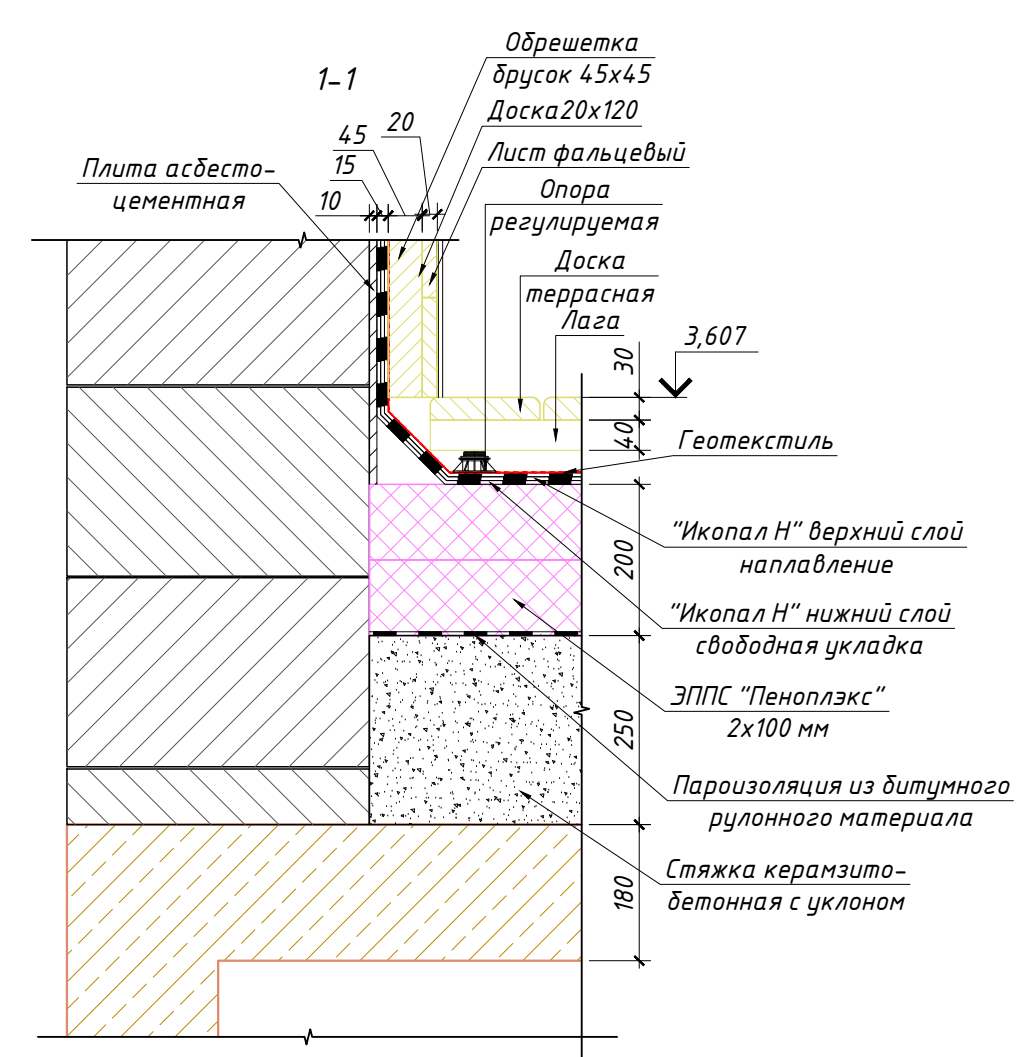 Обрешетка
брусок 45х45
1-1
Доска20х120
20
45
Лист фальцевый
15
Плита асбесто-
цементная
10
Опора
регулируемая
Доска
террасная
Лага
3,607
30
40
Геотекстиль
"Икопал Н" верхний слой
наплавление
200
"Икопал Н" нижний слой
свободная укладка
ЭППС "Пеноплэкс"
2х100 мм
250
Пароизоляция из битумного
рулонного материала
Стяжка керамзито-
бетонная с уклоном
180